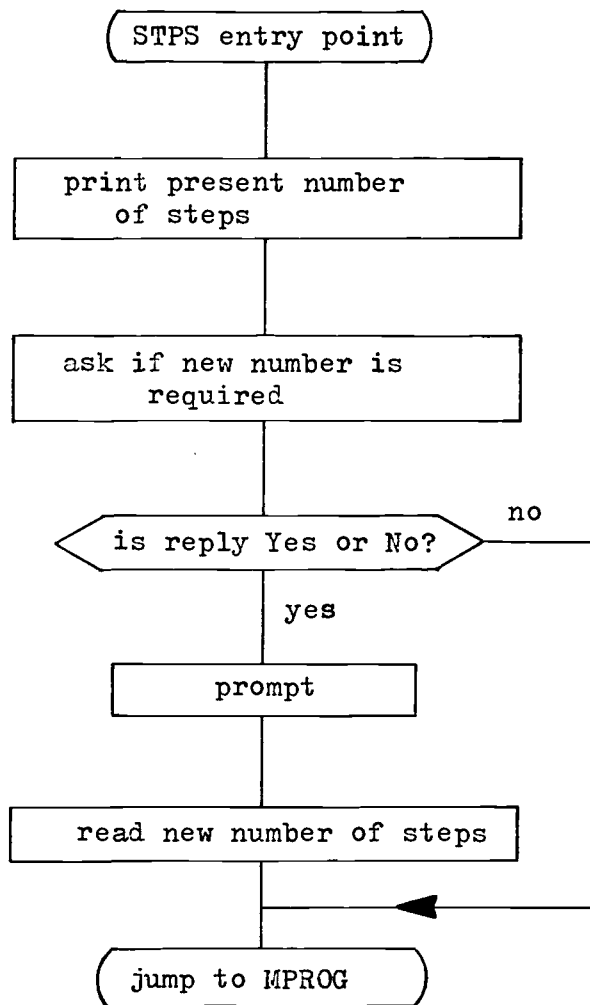 STPS entry point
print present number
of steps
ask if new number is
required
no
is reply Yes or No?
yes
prompt
read new number of steps
jump to MPROG